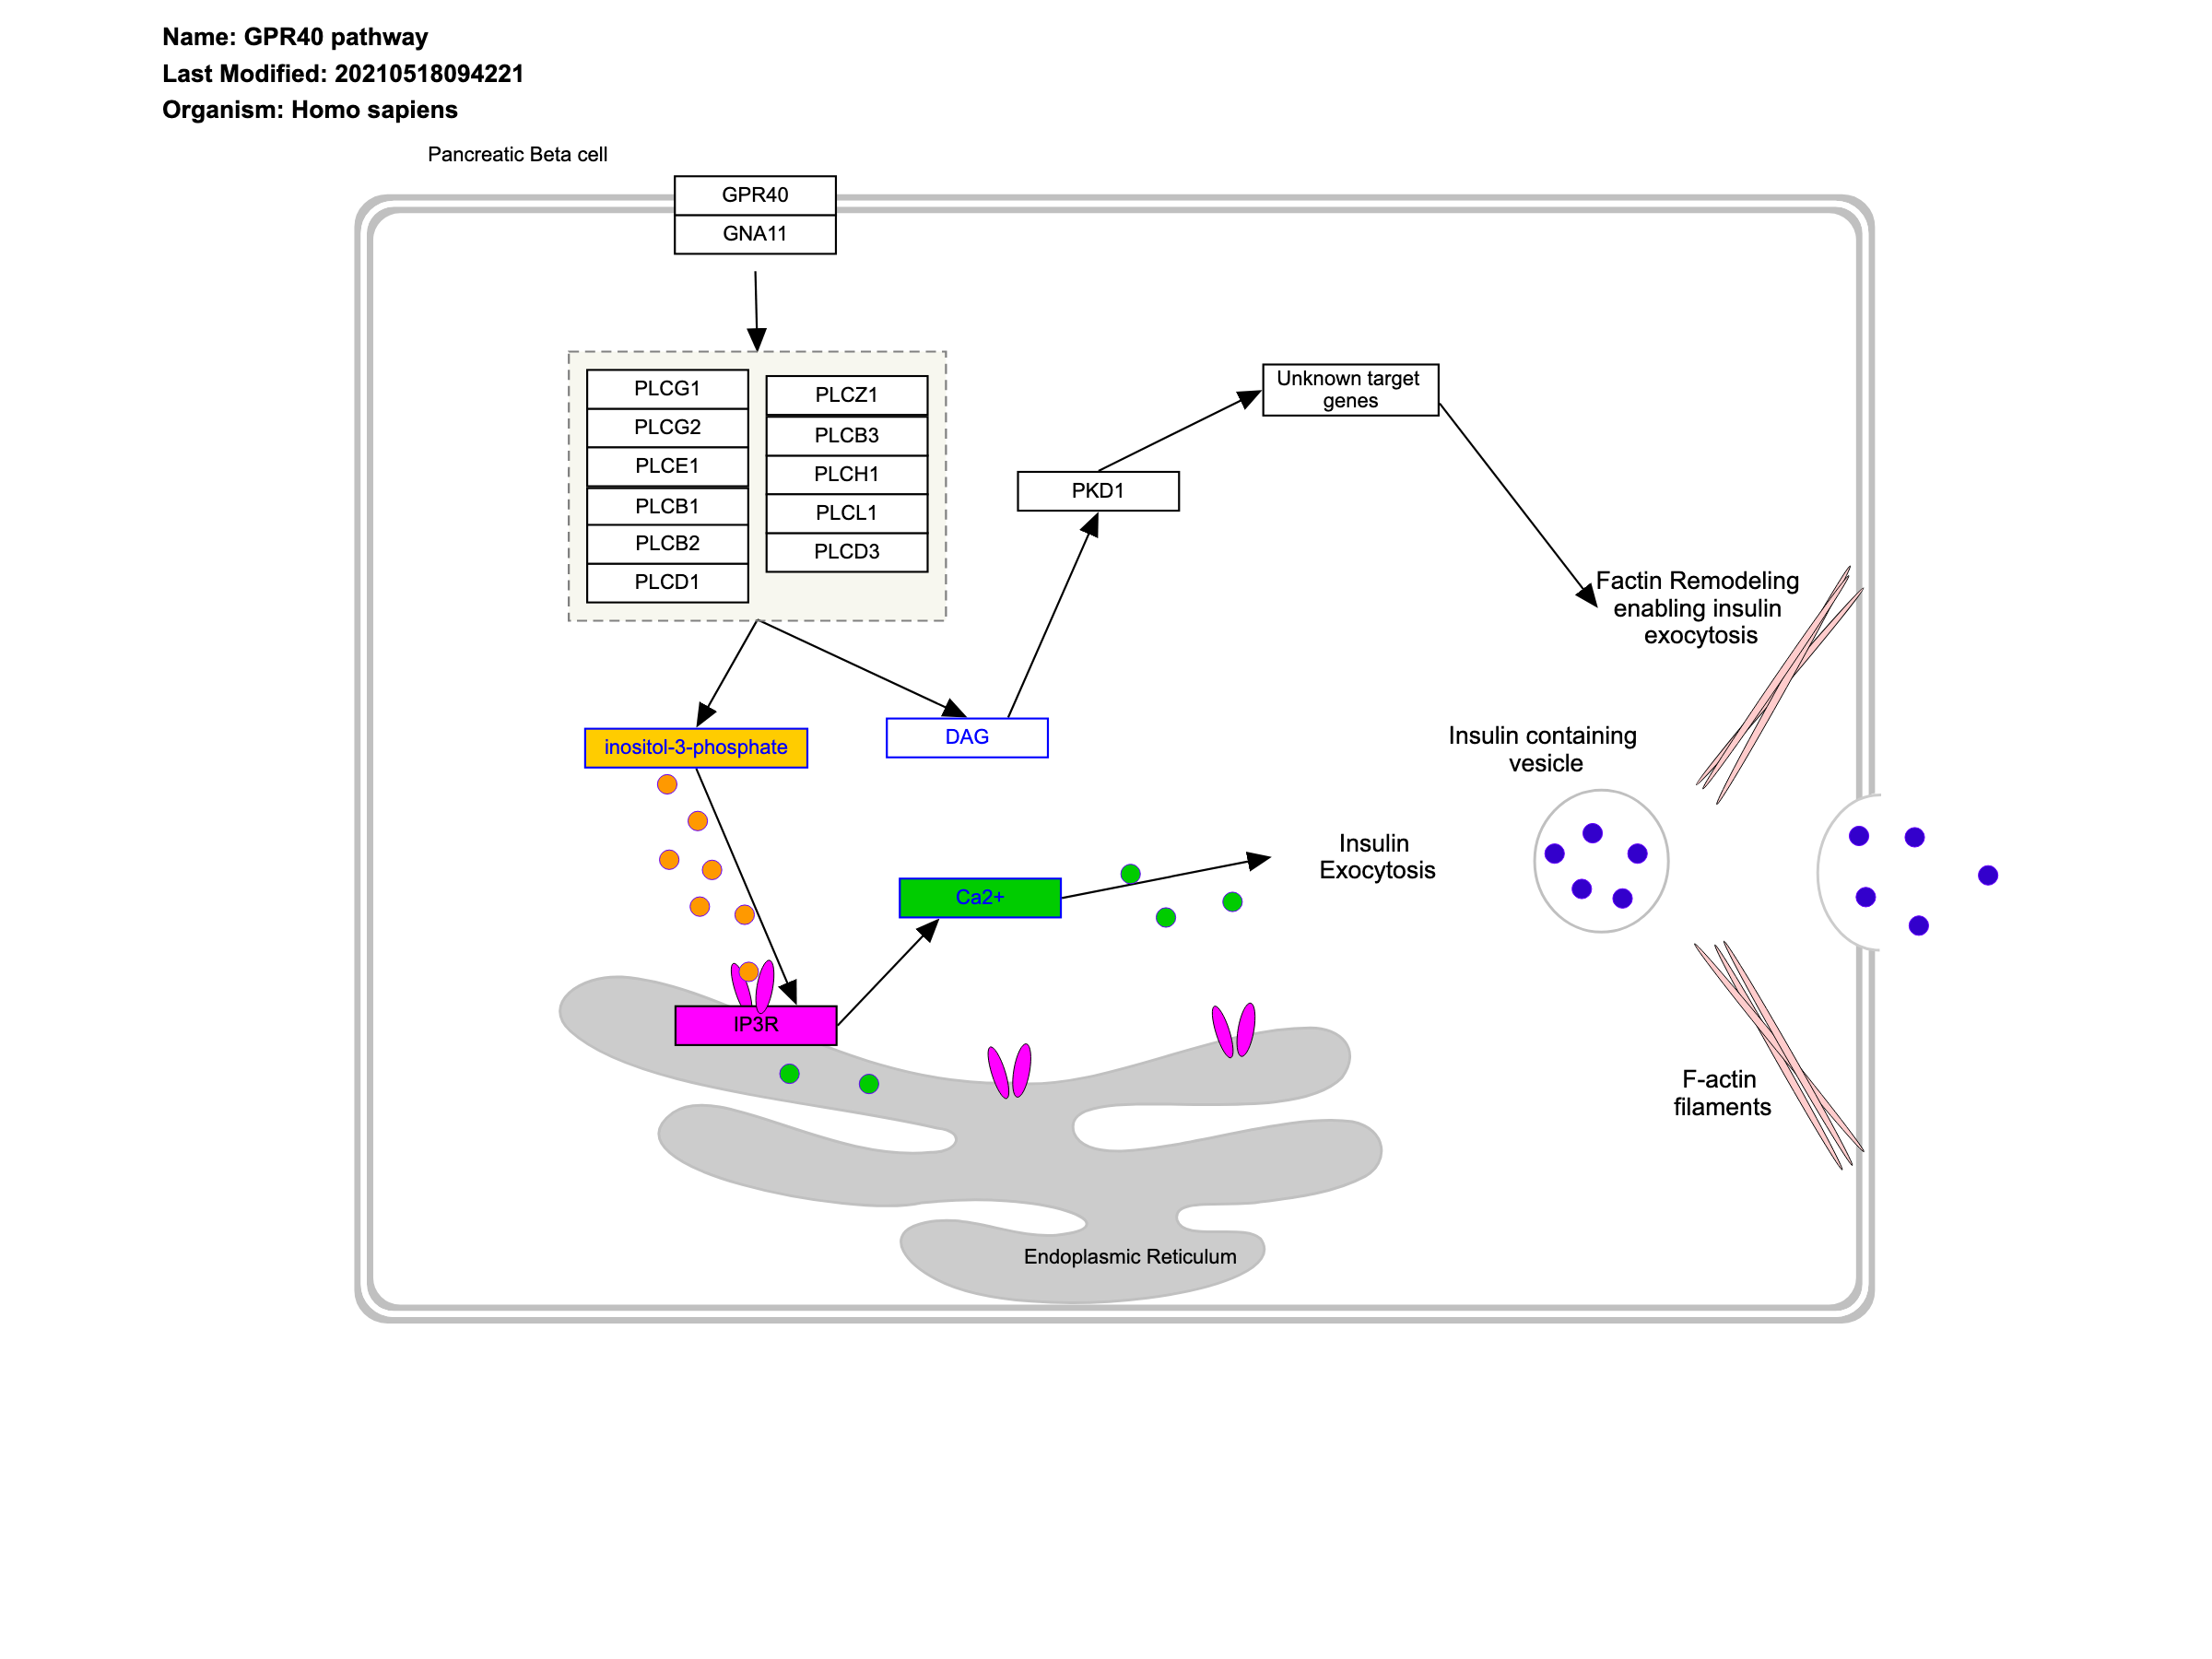 Name: GPR40 pathway
Last Modified: 20210518094221
Organism: Homo sapiens
Pancreatic Beta cell
GPR40
GNA11
PLCG1
PLCG2
PLCE1
PLCB1
PLCB2
PLCD1
PLCZ1
PLCB3
PLCH1
PLCL1
PLCD3
Unknown target
genes
PKD1
Factin Remodeling
enabling insulin
exocytosis
inositol-3-phosphate
DAG
Insulin containing
vesicle
Insulin
Exocytosis
Ca2+
IP3R
F-actin
filaments
Endoplasmic Reticulum